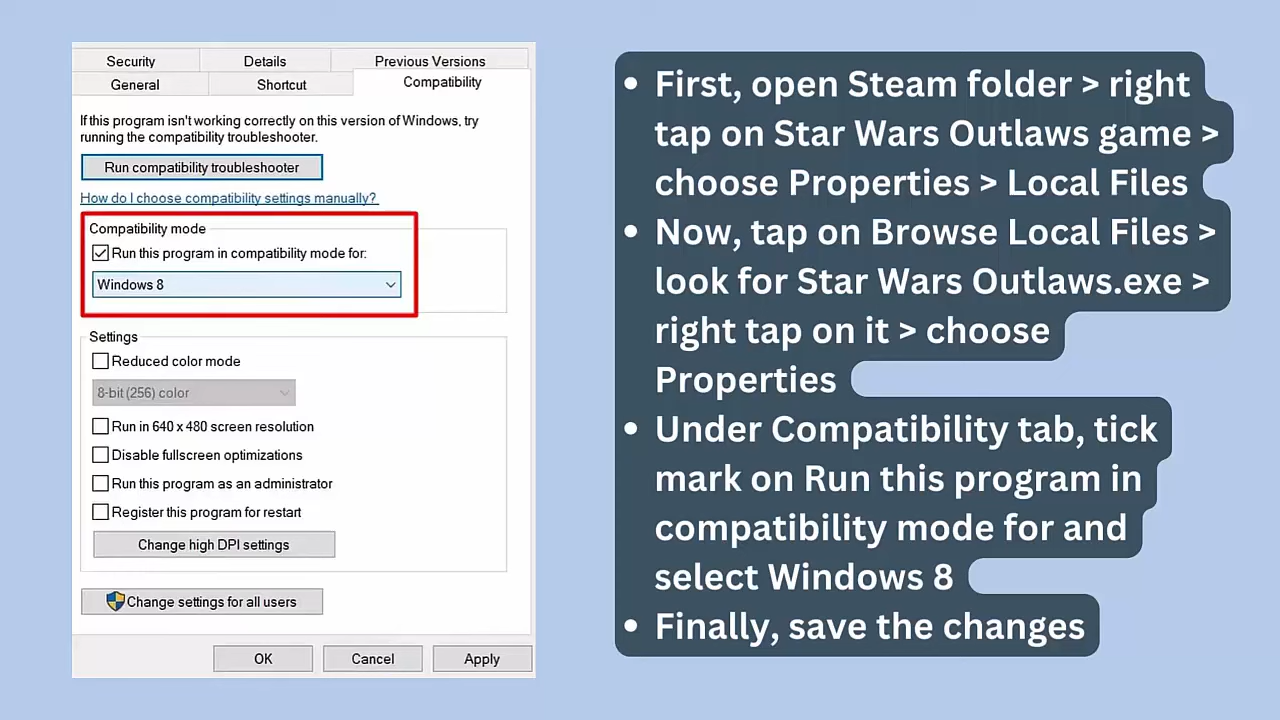 Security
Details
Previous Versions
General
Shortcut
Compatibility
If this program isn't working correctly on this version of Windows, try
running the compatibility troubleshooter.
Run compatibility troubleshooter
How do I choose compatibility settings manually?
Compatibility mode
Run this program in compatibility mode for:
Windows 8
Settings
Reduced color mode
8-bit (256) color
Run in 640 x 480 screen resolution
Disable fullscreen optimizations
Run this program as an administrator
Register this program for restart
Change high DPI settings
Change settings for all users
OK
Cancel
Apply
• First, open Steam folder > right
tap on Star Wars Outlaws game >
choose Properties > Local Files
• Now, tap on Browse Local Files >
look for Star Wars Outlaws.exe >
right tap on it > choose
Properties
• Under Compatibility tab, tick
mark on Run this program in
compatibility mode for and
select Windows 8
• Finally, save the changes